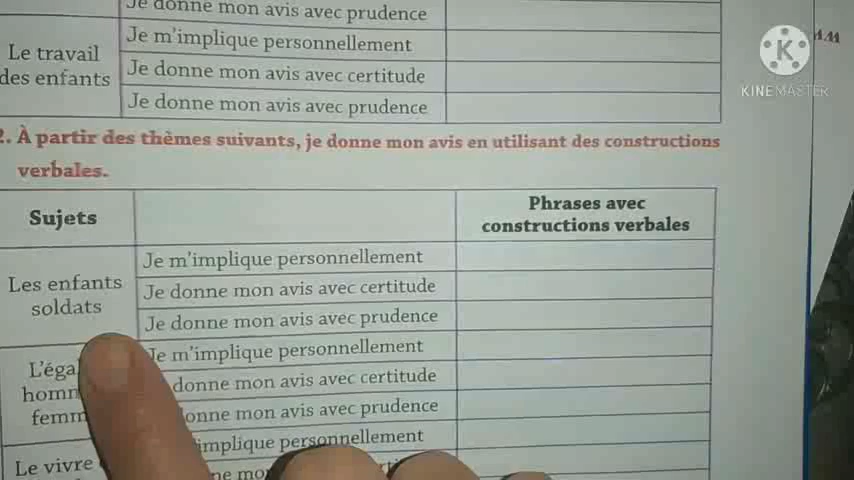 Je donne mon avis avec prudence
Le travail
des enfants
Je m'implique personnellement
Je donne mon avis avec certitude
Je donne mon avis avec prudence
KINEMASTER
2. À partir des thèmes suivants, je donne mon avis en utilisant des constructions
verbales.
Sujets
Phrases avec
constructions verbales
Les enfants
soldats
Je m'implique personnellement
Je donne mon avis avec certitude
Je donne mon avis avec prudence
Je m'implique personnellement
donne mon avis avec certitude
donne mon avis avec prudence
implique personnellement
Le vivre